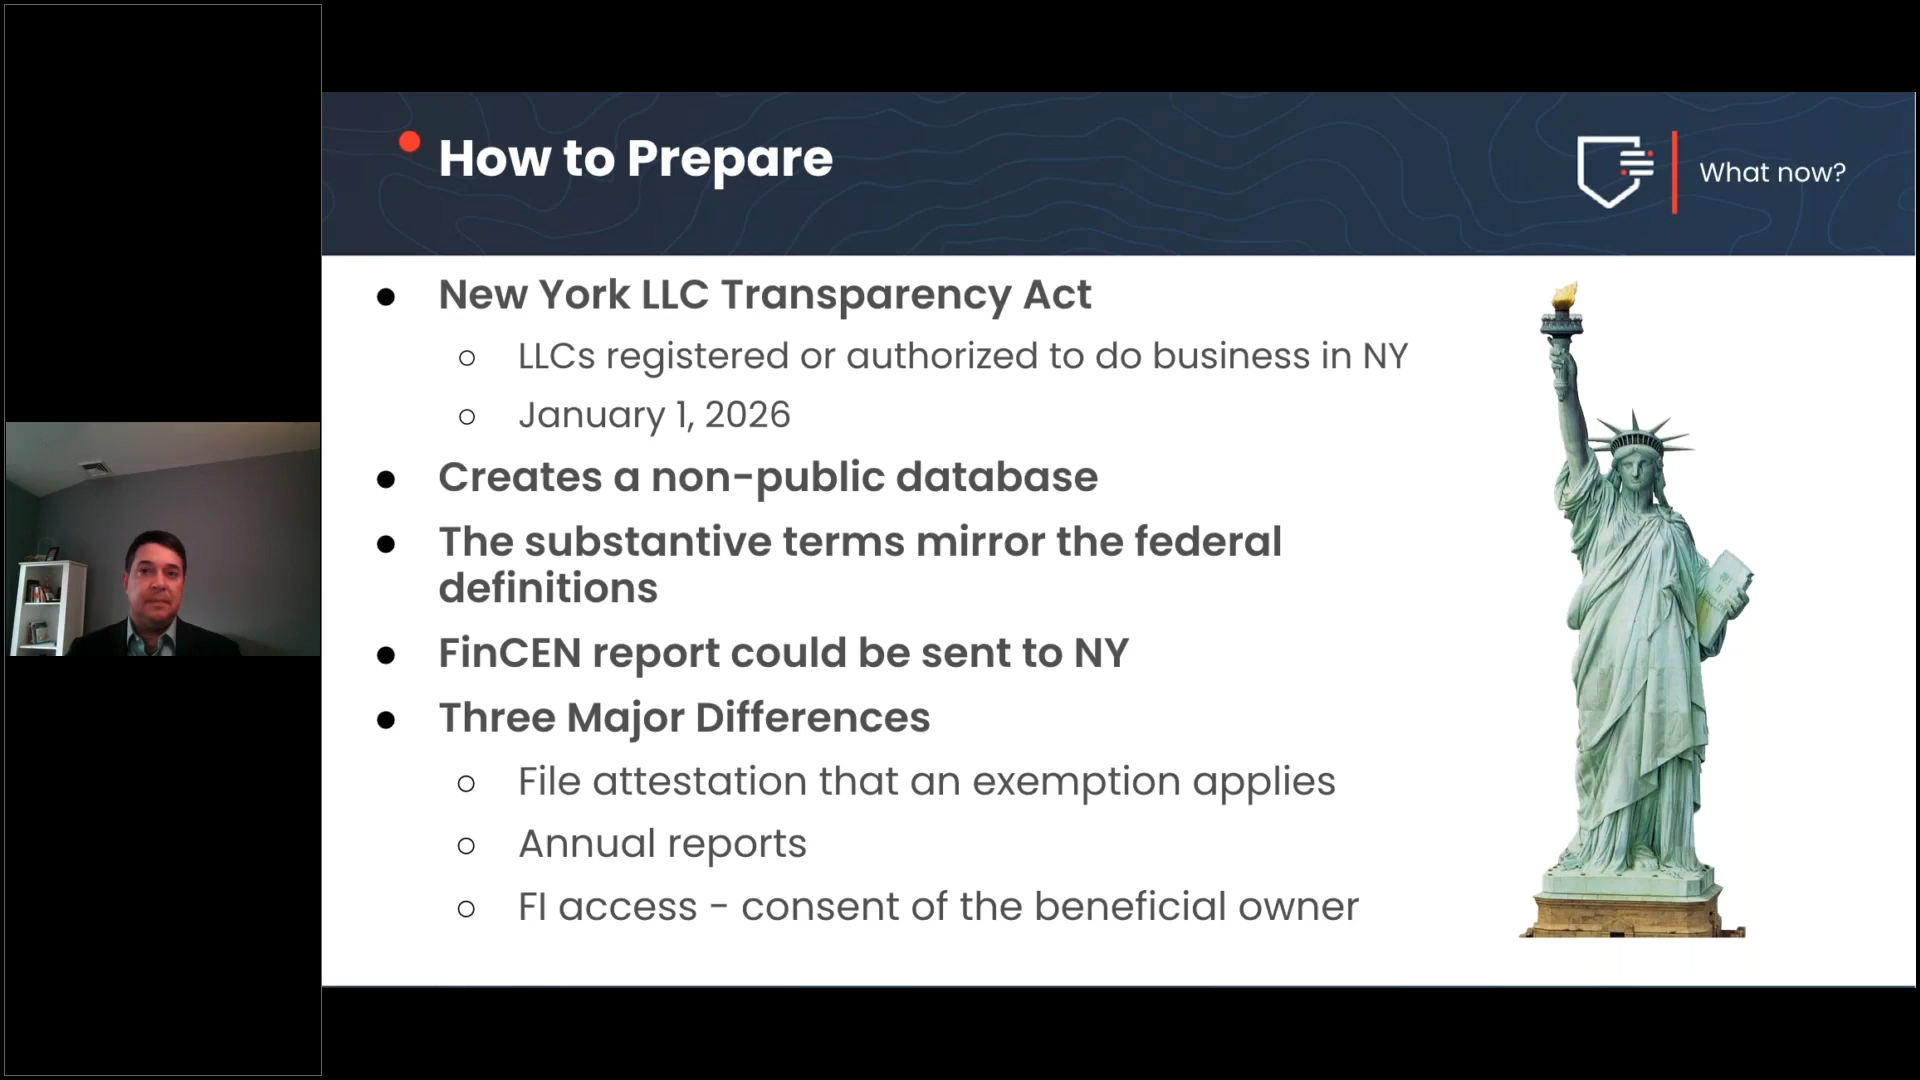 How to Prepare
What now?
● New York LLC Transparency Act
○ LLCs registered or authorized to do business in NY
○ January 1, 2026
● Creates a non-public database
● The substantive terms mirror the federal
definitions
● FinCEN report could be sent to NY
● Three Major Differences
○ File attestation that an exemption applies
○ Annual reports
○ FI access - consent of the beneficial owner